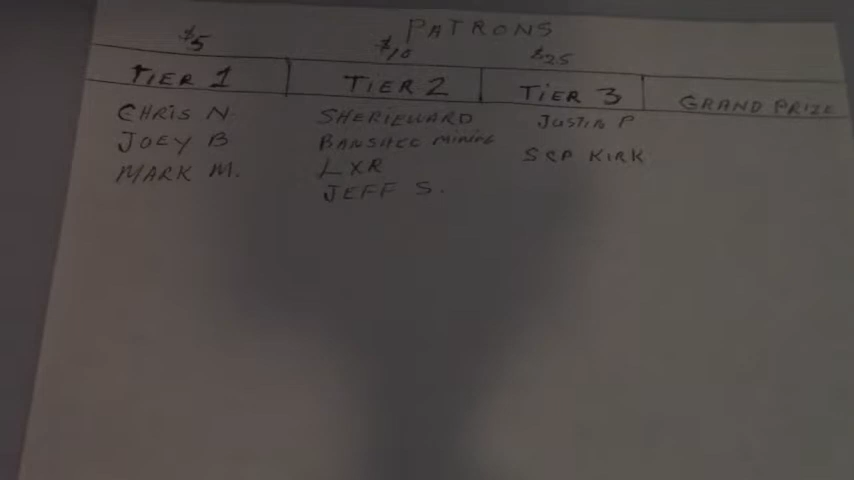 PATRONS
$5 $10 $25
TIER 1 TIER 2 TIER 3 GRAND PRIZE
CHRIS N. SHERIEWARD JUSTIN P
JOEY B BANSHEE MINING SRP KIRK
MARK M. LXR
JEFF S.